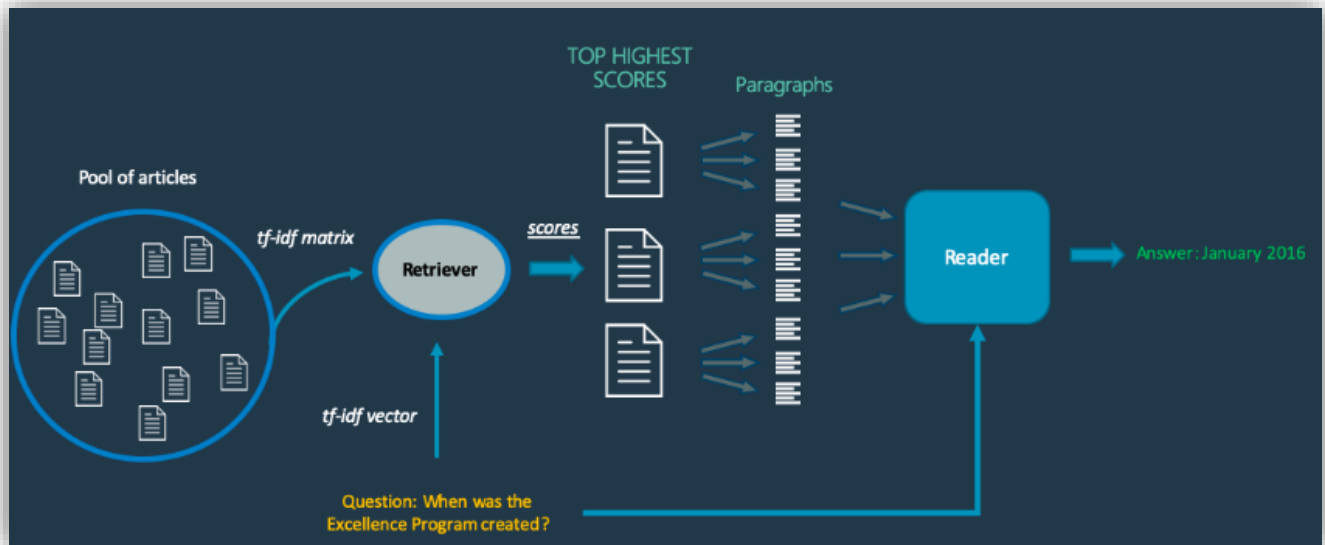 TOP HIGHEST
SCORES
Paragraphs
Pool of articles
tf-idf matrix
scores
Retriever
Reader
Answer: January 2016
tf-idf vector
Question: When was the
Excellence Program created?